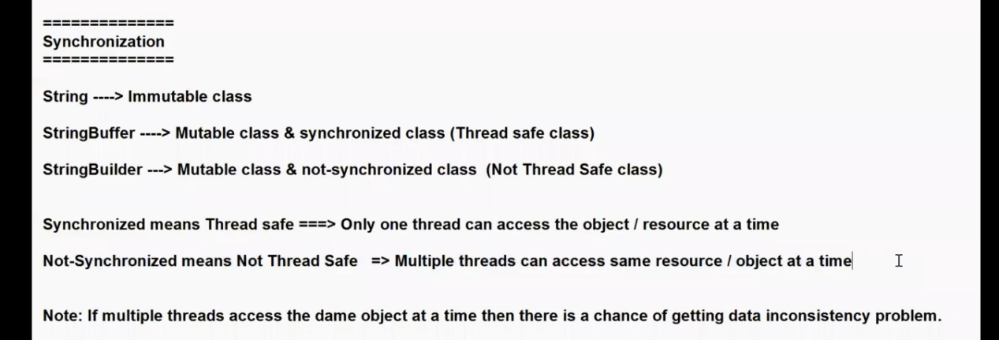 ==============
Synchronization
==============
String ----> Immutable class
StringBuffer ----> Mutable class & synchronized class (Thread safe class)
StringBuilder ---> Mutable class & not-synchronized class  (Not Thread Safe class)
Synchronized means Thread safe ===> Only one thread can access the object / resource at a time
Not-Synchronized means Not Thread Safe   => Multiple threads can access same resource / object at a time
Note: If multiple threads access the dame object at a time then there is a chance of getting data inconsistency problem.